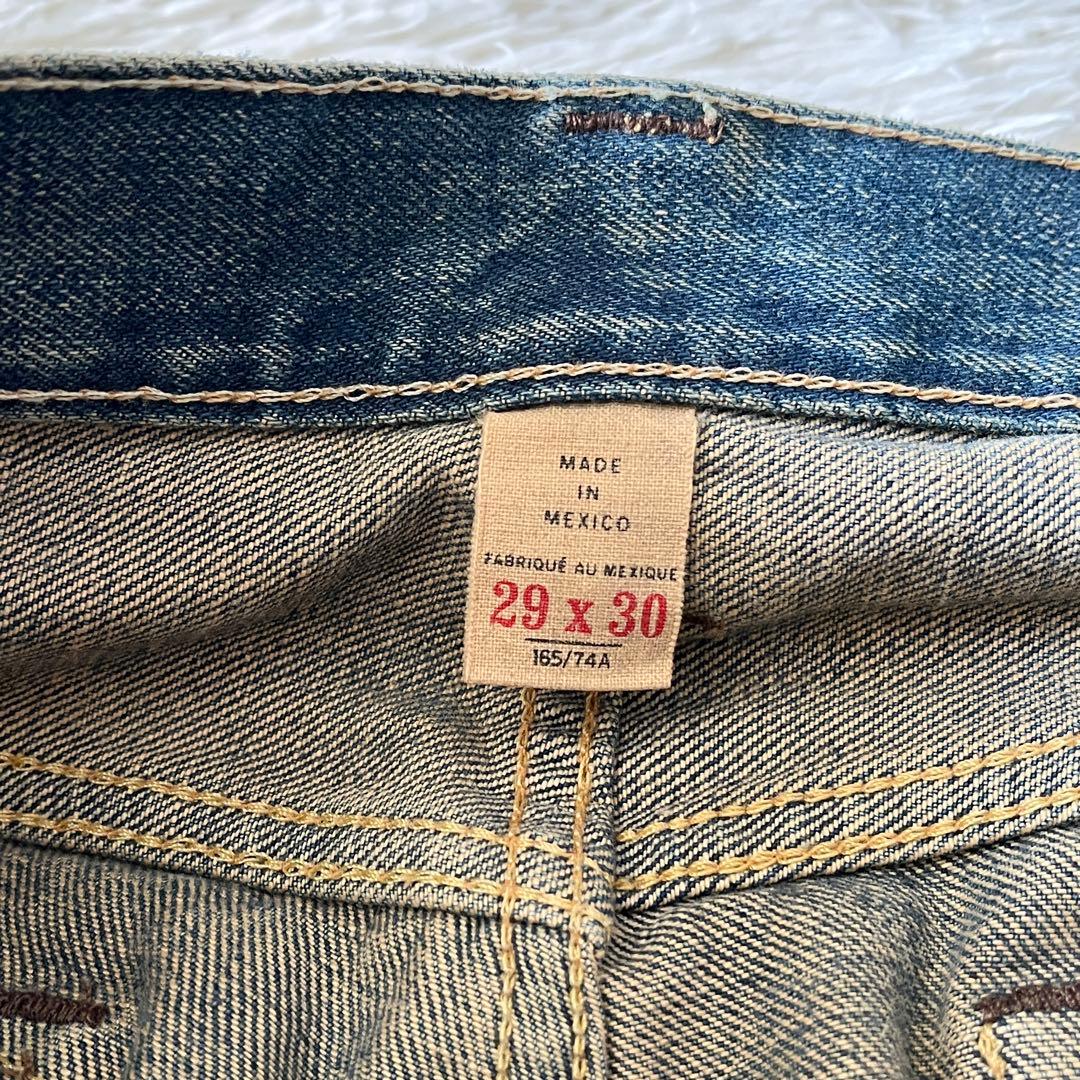 MADE
IN
MEXICO
FABRIQUÉ AU MEXIQUE
29 x 30
165/74A